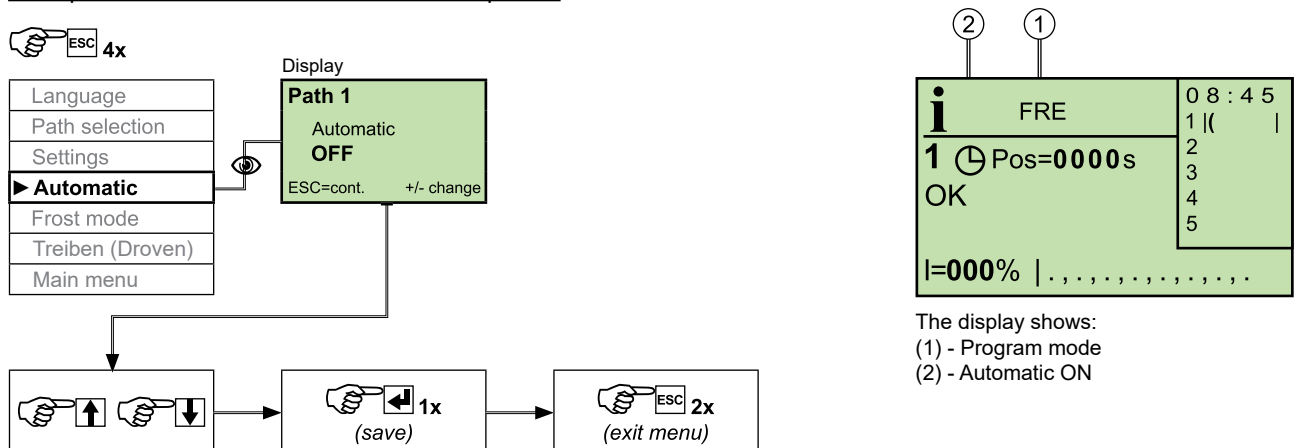 ESC 4x
Language
Path selection
Settings
Automatic
Frost mode
Treiben (Droven)
Main menu
Display
Path 1
Automatic
OFF
ESC=cont. +/- change
1x
(save)
ESC 2x
(exit menu)
2 1
i FRE
1 Pos=0000s
OK
I=000% |.,.,.,.,.,.,.,.
08:45
1 |( |
2
3
4
5
The display shows:
(1) - Program mode
(2) - Automatic ON